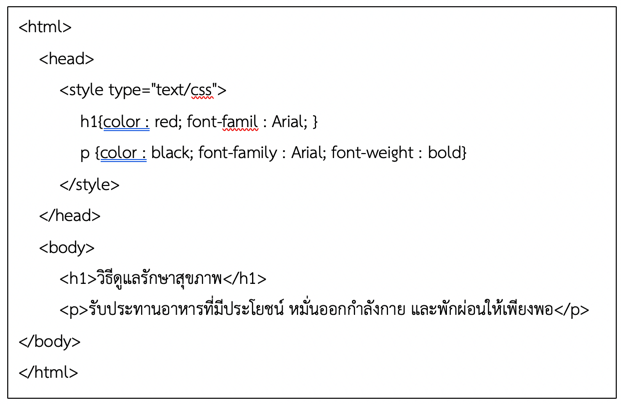 <html>
<head>
<style type="text/css">
h1{color : red; font-famil : Arial; }
p {color : black; font-family : Arial; font-weight : bold}
</style>
</head>
<body>
<h1>วิธีดูแลรักษาสุขภาพ</h1>
<p>รับประทานอาหารที่มีประโยชน์ หมั่นออกกำลังกาย และพักผ่อนให้เพียงพอ</p>
</body>
</html>